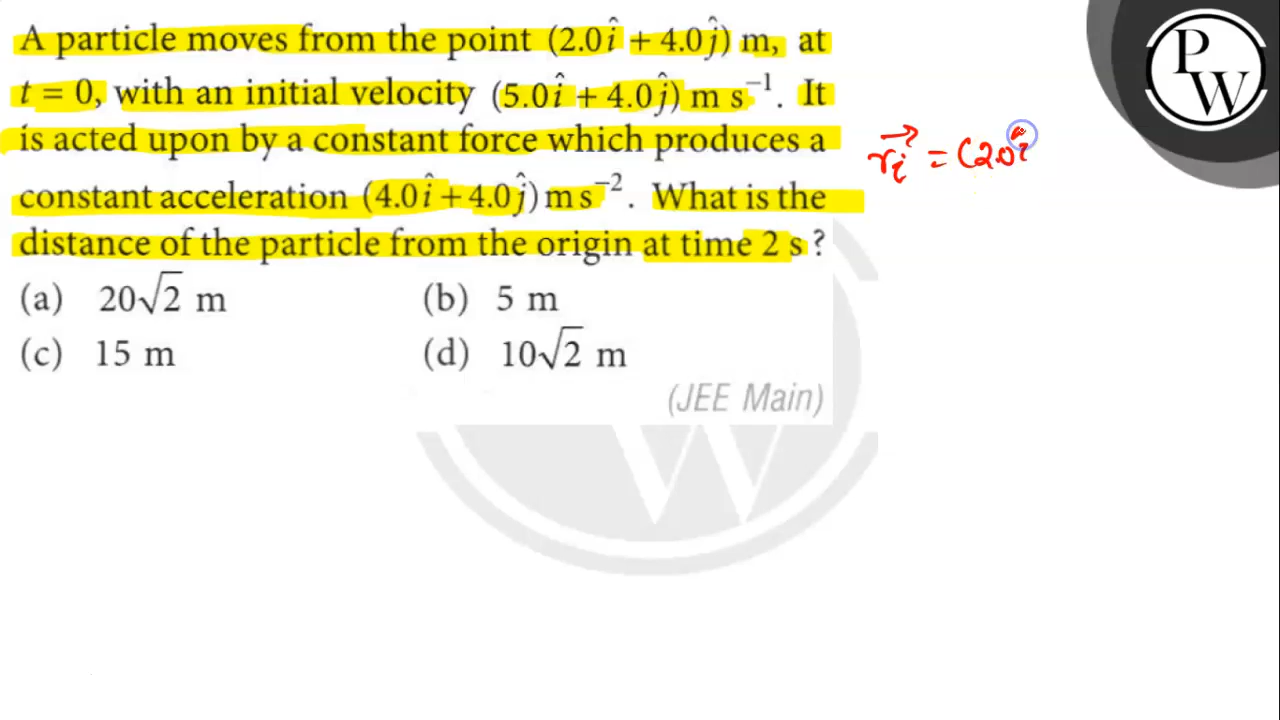 A particle moves from the point (2.0î + 4.0ĵ) m, at
t = 0, with an initial velocity (5.0î + 4.0ĵ) m s⁻¹. It
is acted upon by a constant force which produces a
constant acceleration (4.0î + 4.0ĵ) m s⁻². What is the
distance of the particle from the origin at time 2 s ?
(a) 20√2 m (b) 5 m
(c) 15 m (d) 10√2 m
(JEE Main)
r⃗ᵢ = (2.0î
P
W